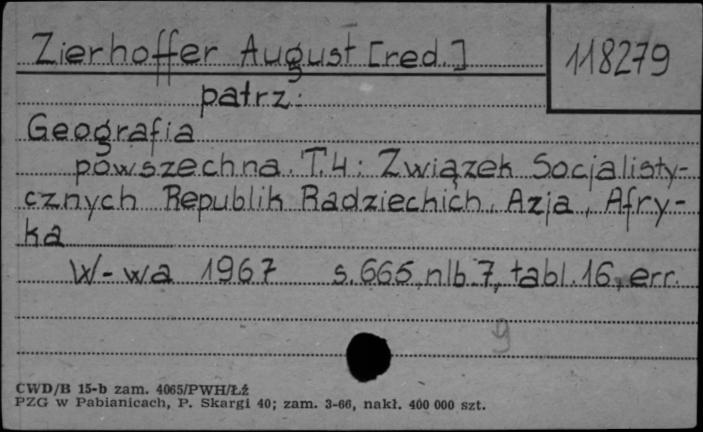 Zierhoffer August [red.]
118279
patrz:
Geografia
powszechna. T.4: Związek Socjalisty-
cznych Republik Radzieckich, Azja, Afry-
ka
W-wa 1967 s. 665, nlb. 7, tabl. 16, err.
9
CWD/B 15-b zam. 4065/PWH/Łź
PZG w Pabianicach, P. Skargi 40; zam. 3-66, nakł. 400 000 szt.